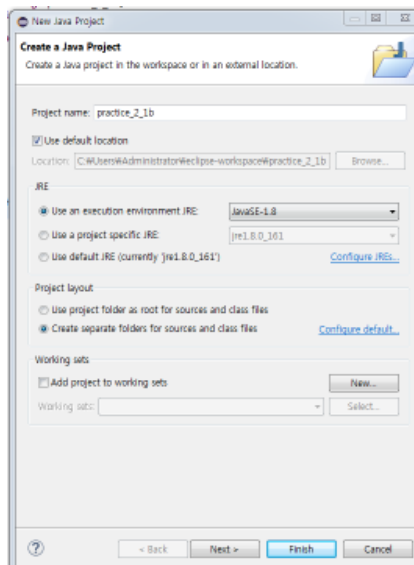 New Java Project
Create a Java Project
Create a Java project in the workspace or in an external location.
Project name: practice_2_1b
Use default location
Location: C:₩Users₩Administrator₩eclipse-workspace₩practice_2_1b Browse...
JRE
Use an execution environment JRE: JavaSE-1.8
Use a project specific JRE: jre1.8.0_161
Use default JRE (currently 'jre1.8.0_161') Configure JREs...
Project layout
Use project folder as root for sources and class files
Create separate folders for sources and class files Configure default...
Working sets
Add project to working sets New...
Working sets: Select...
? < Back Next > Finish Cancel